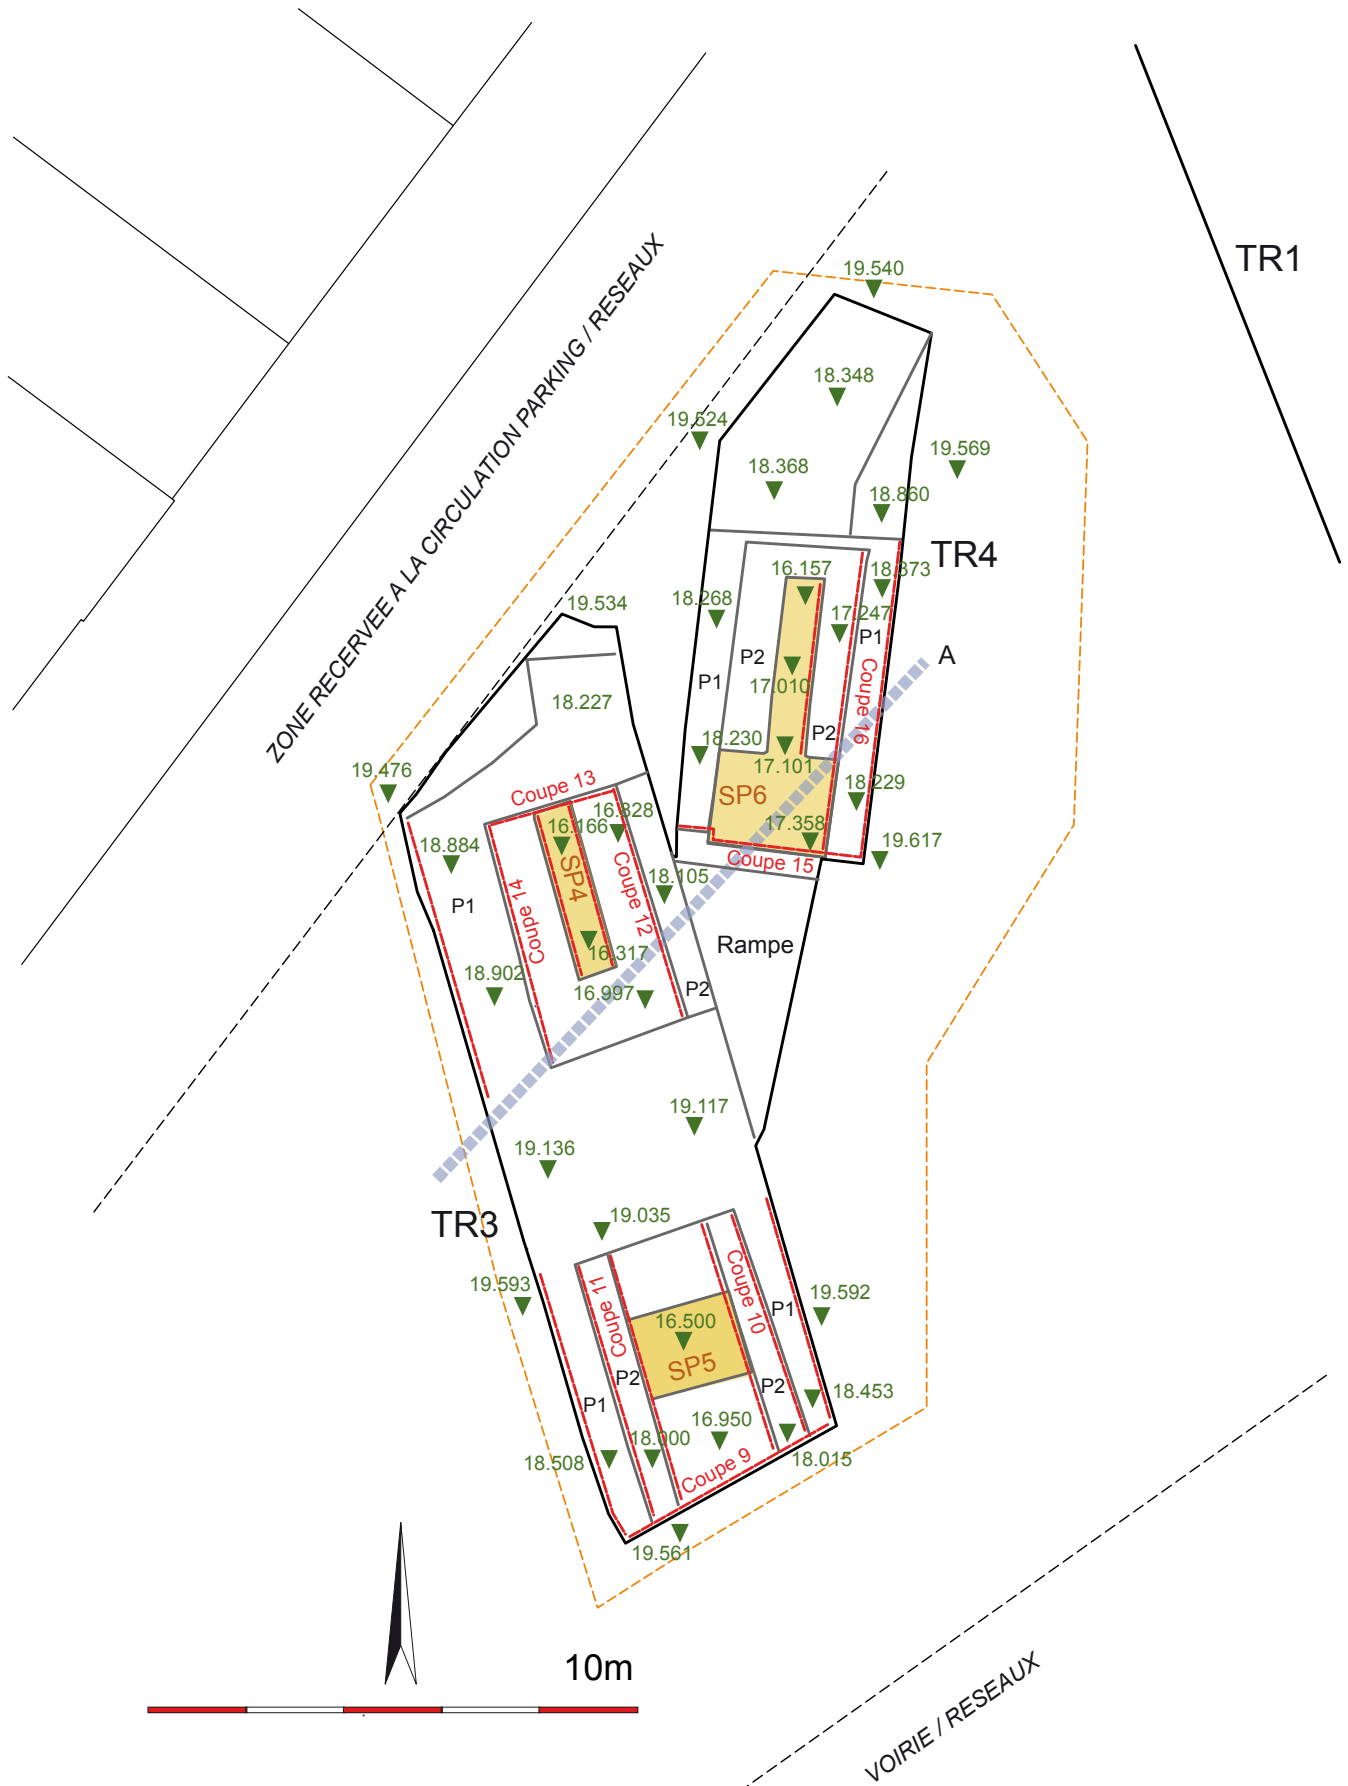 TR1
19.540
ZONE RECERVEE A LA CIRCULATION PARKING / RESEAUX
18.348
19.524
19.569
18.368
18.860
TR4
16.157
18.373
18.268
17.247
P1
P2
A
P1
17.010
Coupe 16
18.230
P2
17.101
SP6
18.229
17.358
19.617
Coupe 15
19.534
18.227
19.476
Coupe 13
16.828
16.166
18.884
SP4
18.105
Coupe 12
P1
Coupe 14
Rampe
16.317
18.902
16.997
P2
19.117
19.136
TR3
19.035
19.593
Coupe 11
Coupe 10
19.592
P1
16.500
SP5
P2
P2
18.453
P1
16.950
18.000
18.508
Coupe 9
18.015
19.561
10m
VOIRIE / RESEAUX